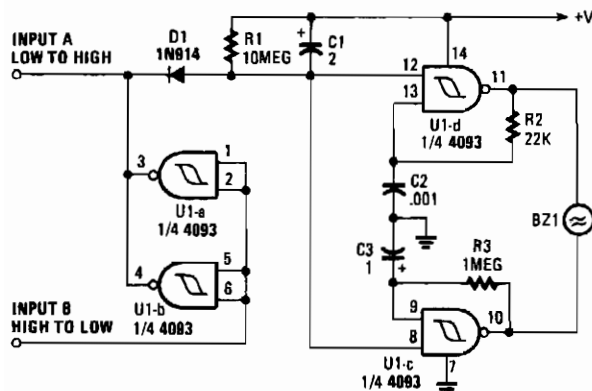 +V
INPUT A
LOW TO HIGH
D1
1N914
R1
10MEG
+
C1
2
14
12
13
11
U1-d
1/4 4093
R2
22K
3
1
2
U1-a
1/4 4093
C2
.001
BZ1
C3
1
+
R3
1MEG
4
5
6
U1-b
1/4 4093
INPUT B
HIGH TO LOW
9
8
10
7
U1-c
1/4 4093